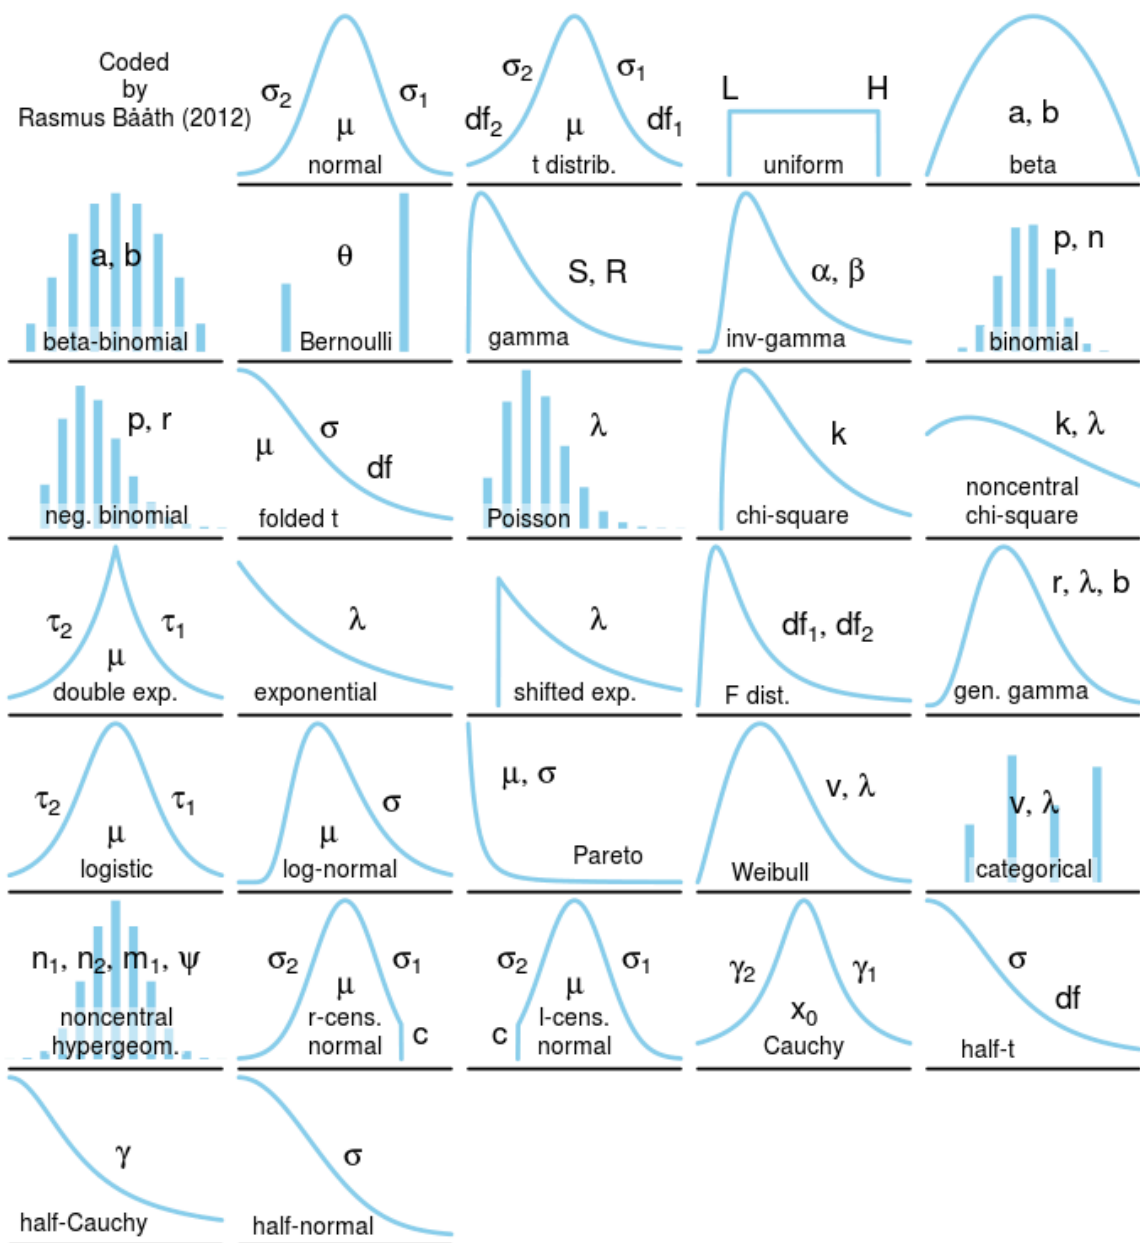 Coded
by
Rasmus Bååth (2012)
σ2 σ1
μ
normal
σ2 σ1
df2 μ df1
t distrib.
L H
uniform
a, b
beta
a, b
beta-binomial
θ
Bernoulli
S, R
gamma
α, β
inv-gamma
p, n
binomial
p, r
neg. binomial
μ σ df
folded t
λ
Poisson
k
chi-square
k, λ
noncentral
chi-square
τ2 τ1
μ
double exp.
λ
exponential
λ
shifted exp.
df1, df2
F dist.
r, λ, b
gen. gamma
τ2 τ1
μ
logistic
σ
μ
log-normal
μ, σ
Pareto
v, λ
Weibull
v, λ
categorical
n1, n2, m1, ψ
noncentral
hypergeom.
σ2 σ1
μ
r-cens.
normal c
σ2 σ1
μ
l-cens.
c normal
γ2 γ1
x0
Cauchy
σ
df
half-t
γ
half-Cauchy
σ
half-normal